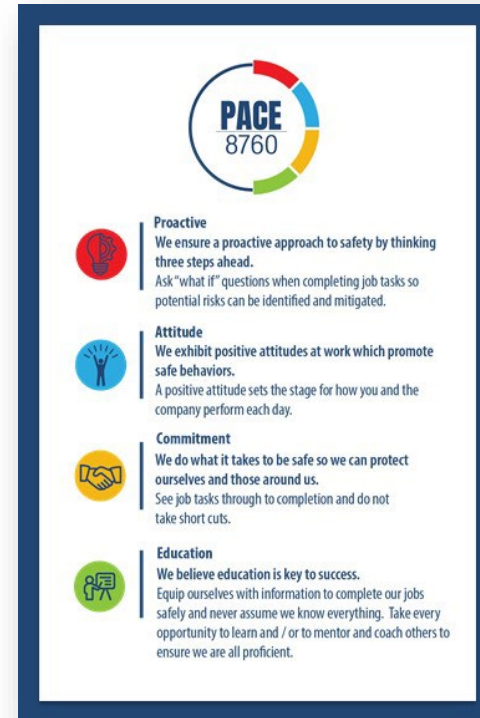 PACE
8760
Proactive
We ensure a proactive approach to safety by thinking
three steps ahead.
Ask "what if" questions when completing job tasks so
potential risks can be identified and mitigated.
Attitude
We exhibit positive attitudes at work which promote
safe behaviors.
A positive attitude sets the stage for how you and the
company perform each day.
Commitment
We do what it takes to be safe so we can protect
ourselves and those around us.
See job tasks through to completion and do not
take short cuts.
Education
We believe education is key to success.
Equip ourselves with information to complete our jobs
safely and never assume we know everything. Take every
opportunity to learn and / or to mentor and coach others to
ensure we are all proficient.